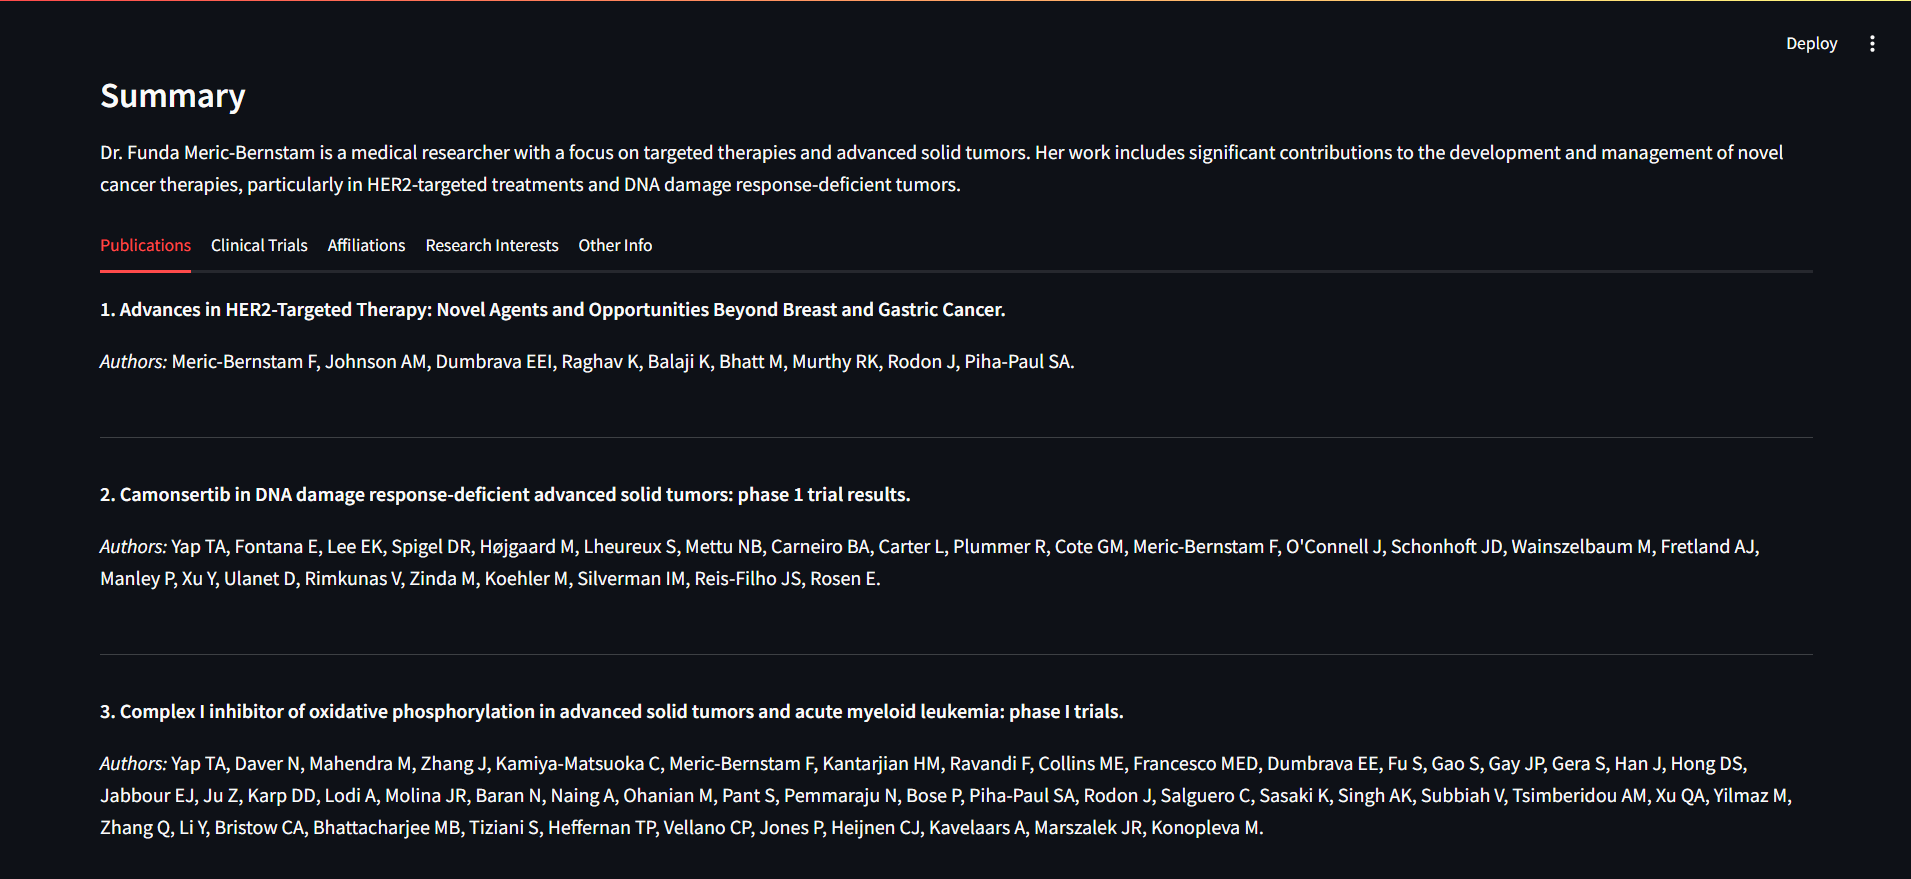 Deploy
Summary
Dr. Funda Meric-Bernstam is a medical researcher with a focus on targeted therapies and advanced solid tumors. Her work includes significant contributions to the development and management of novel
cancer therapies, particularly in HER2-targeted treatments and DNA damage response-deficient tumors.
Publications Clinical Trials Affiliations Research Interests Other Info
1. Advances in HER2-Targeted Therapy: Novel Agents and Opportunities Beyond Breast and Gastric Cancer.
Authors: Meric-Bernstam F, Johnson AM, Dumbrava EEI, Raghav K, Balaji K, Bhatt M, Murthy RK, Rodon J, Piha-Paul SA.
2. Camonsertib in DNA damage response-deficient advanced solid tumors: phase 1 trial results.
Authors: Yap TA, Fontana E, Lee EK, Spigel DR, Højgaard M, Lheureux S, Mettu NB, Carneiro BA, Carter L, Plummer R, Cote GM, Meric-Bernstam F, O'Connell J, Schonhoft JD, Wainszelbaum M, Fretland AJ,
Manley P, Xu Y, Ulanet D, Rimkunas V, Zinda M, Koehler M, Silverman IM, Reis-Filho JS, Rosen E.
3. Complex I inhibitor of oxidative phosphorylation in advanced solid tumors and acute myeloid leukemia: phase I trials.
Authors: Yap TA, Daver N, Mahendra M, Zhang J, Kamiya-Matsuoka C, Meric-Bernstam F, Kantarjian HM, Ravandi F, Collins ME, Francesco MED, Dumbrava EE, Fu S, Gao S, Gay JP, Gera S, Han J, Hong DS,
Jabbour EJ, Ju Z, Karp DD, Lodi A, Molina JR, Baran N, Naing A, Ohanian M, Pant S, Pemmaraju N, Bose P, Piha-Paul SA, Rodon J, Salguero C, Sasaki K, Singh AK, Subbiah V, Tsimberidou AM, Xu QA, Yilmaz M,
Zhang Q, Li Y, Bristow CA, Bhattacharjee MB, Tiziani S, Heffernan TP, Vellano CP, Jones P, Heijnen CJ, Kavelaars A, Marszalek JR, Konopleva M.